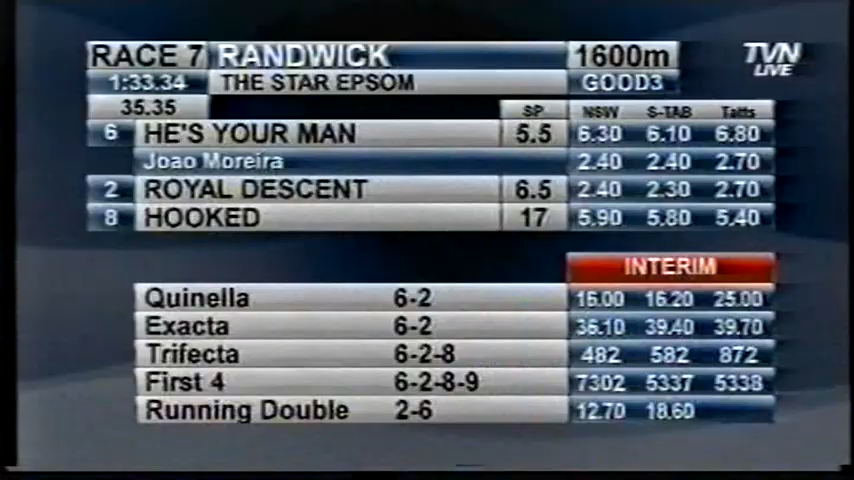 RACE 7 RANDWICK 1600m TVN
LIVE
1:33.34 THE STAR EPSOM GOOD3
35.35 SP NSW S-TAB Tatts
6 HE'S YOUR MAN 5.5 6.30 6.10 6.80
Joao Moreira 2.40 2.40 2.70
2 ROYAL DESCENT 6.5 2.40 2.30 2.70
8 HOOKED 17 5.90 5.80 5.40
INTERIM
Quinella 6-2 16.00 16.20 25.00
Exacta 6-2 36.10 39.40 39.70
Trifecta 6-2-8 482 582 872
First 4 6-2-8-9 7302 5337 5338
Running Double 2-6 12.70 18.60